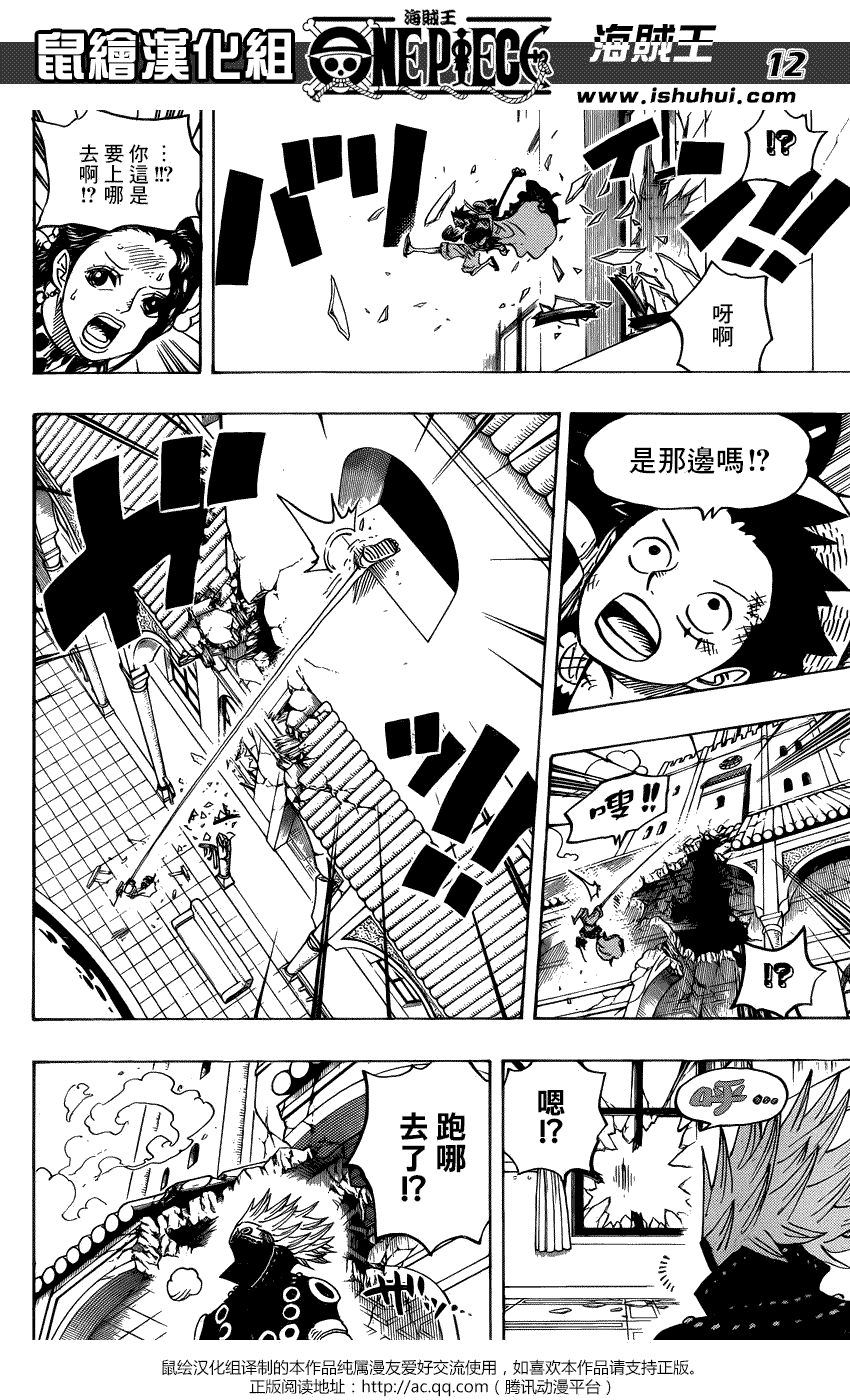 鼠繪漢化組
海賊王
ONE PIECE
海賊王
12
www.ishuhui.com
!?
呀啊
バリィーン!!!
…!!?
你這是
要上哪
去啊!?
是那邊嗎!?
嗖!!
!?
呼…
嗯!?
跑哪
去了!?
鼠绘汉化组译制的本作品纯属漫友爱好交流使用，如喜欢本作品请支持正版。
正版阅读地址：http://ac.qq.com（腾讯动漫平台）